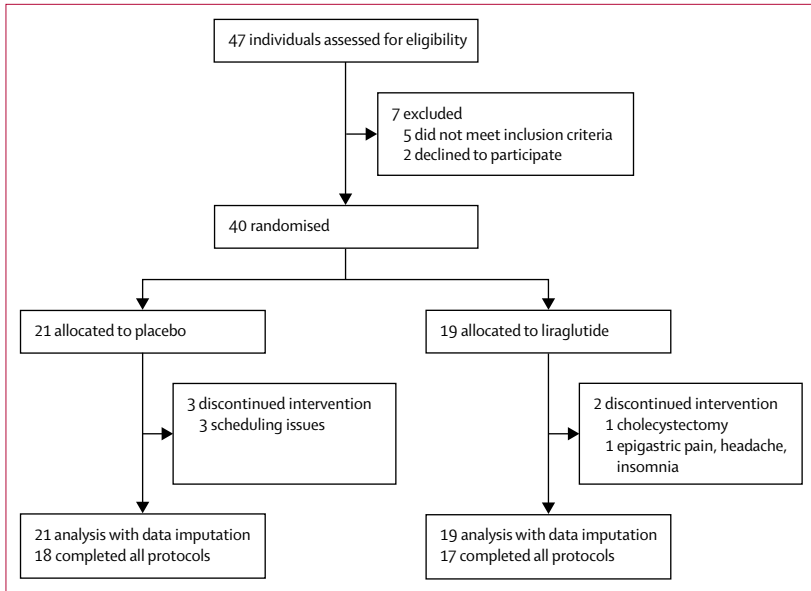 47 individuals assessed for eligibility
7 excluded
5 did not meet inclusion criteria
2 declined to participate
40 randomised
21 allocated to placebo
19 allocated to liraglutide
3 discontinued intervention
3 scheduling issues
2 discontinued intervention
1 cholecystectomy
1 epigastric pain, headache,
insomnia
21 analysis with data imputation
18 completed all protocols
19 analysis with data imputation
17 completed all protocols